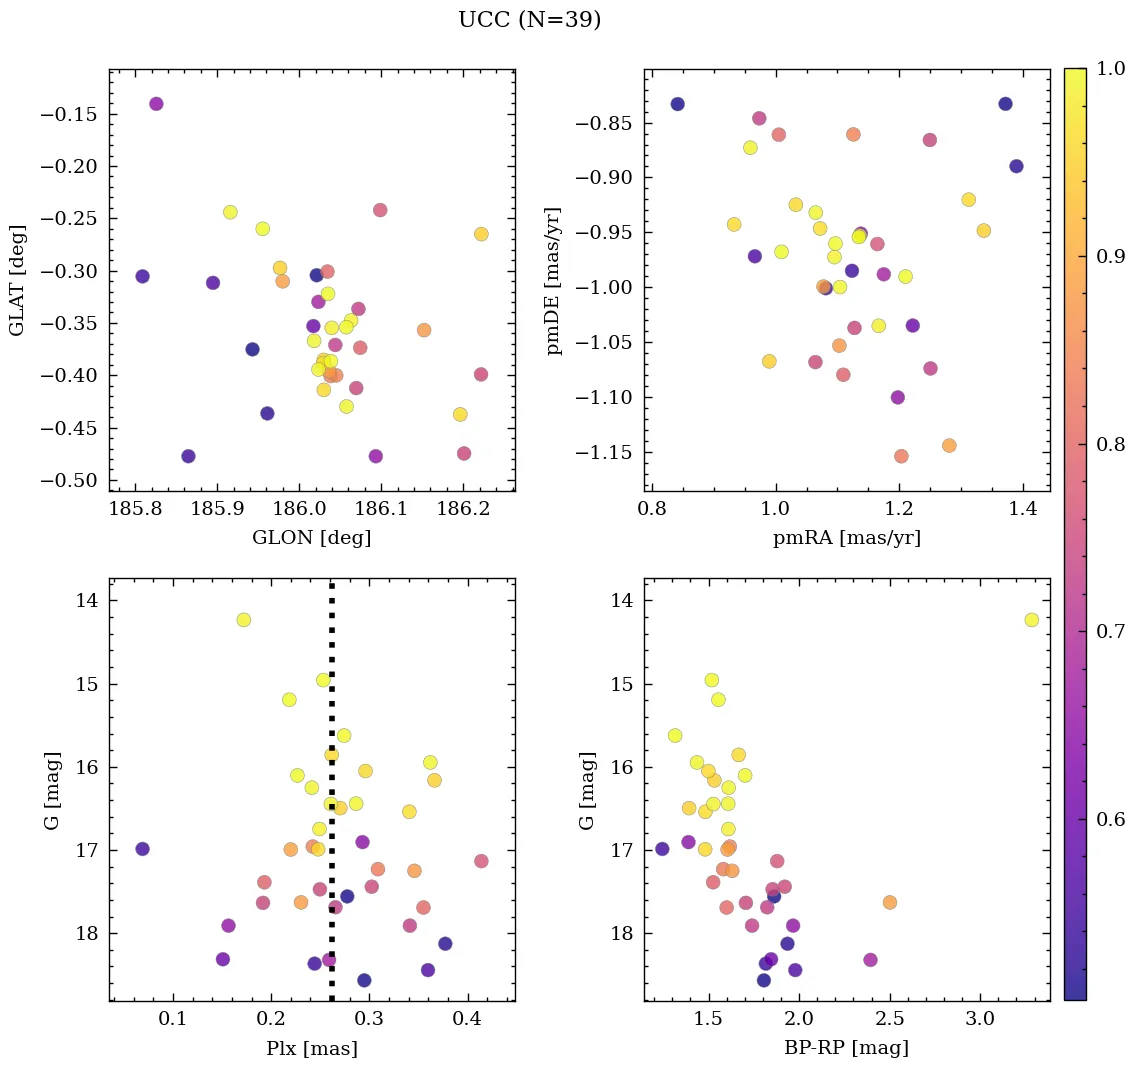 UCC (N=39)
−0.15
−0.20
−0.25
−0.30
−0.35
−0.40
−0.45
−0.50
GLAT [deg]
185.8 185.9 186.0 186.1 186.2
GLON [deg]
−0.85
−0.90
−0.95
−1.00
−1.05
−1.10
−1.15
pmDE [mas/yr]
0.8 1.0 1.2 1.4
pmRA [mas/yr]
14
15
16
17
18
G [mag]
0.1 0.2 0.3 0.4
Plx [mas]
14
15
16
17
18
G [mag]
1.5 2.0 2.5 3.0
BP-RP [mag]
1.0
0.9
0.8
0.7
0.6